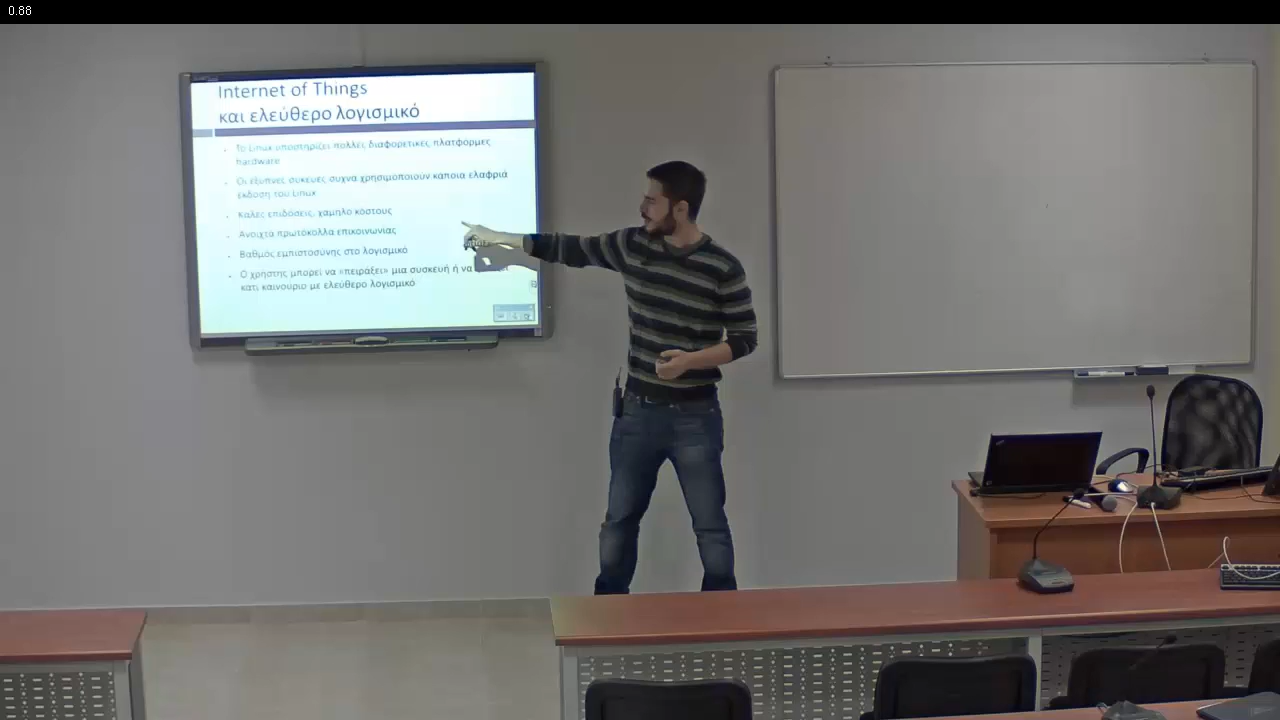 0.88
Internet of Things
και ελεύθερο λογισμικό
Το Linux υποστηρίζει πολλές διαφορετικές πλατφόρμες
hardware
Οι έξυπνες συσκευές συχνά χρησιμοποιούν κάποια ελαφριά
έκδοση του Linux
Καλές επιδόσεις, χαμηλό κόστους
Ανοιχτά πρωτόκολλα επικοινωνίας
Βαθμός εμπιστοσύνης στο λογισμικό
Ο χρήστης μπορεί να «πειράξει» μια συσκευή ή να
κάτι καινούριο με ελεύθερο λογισμικό